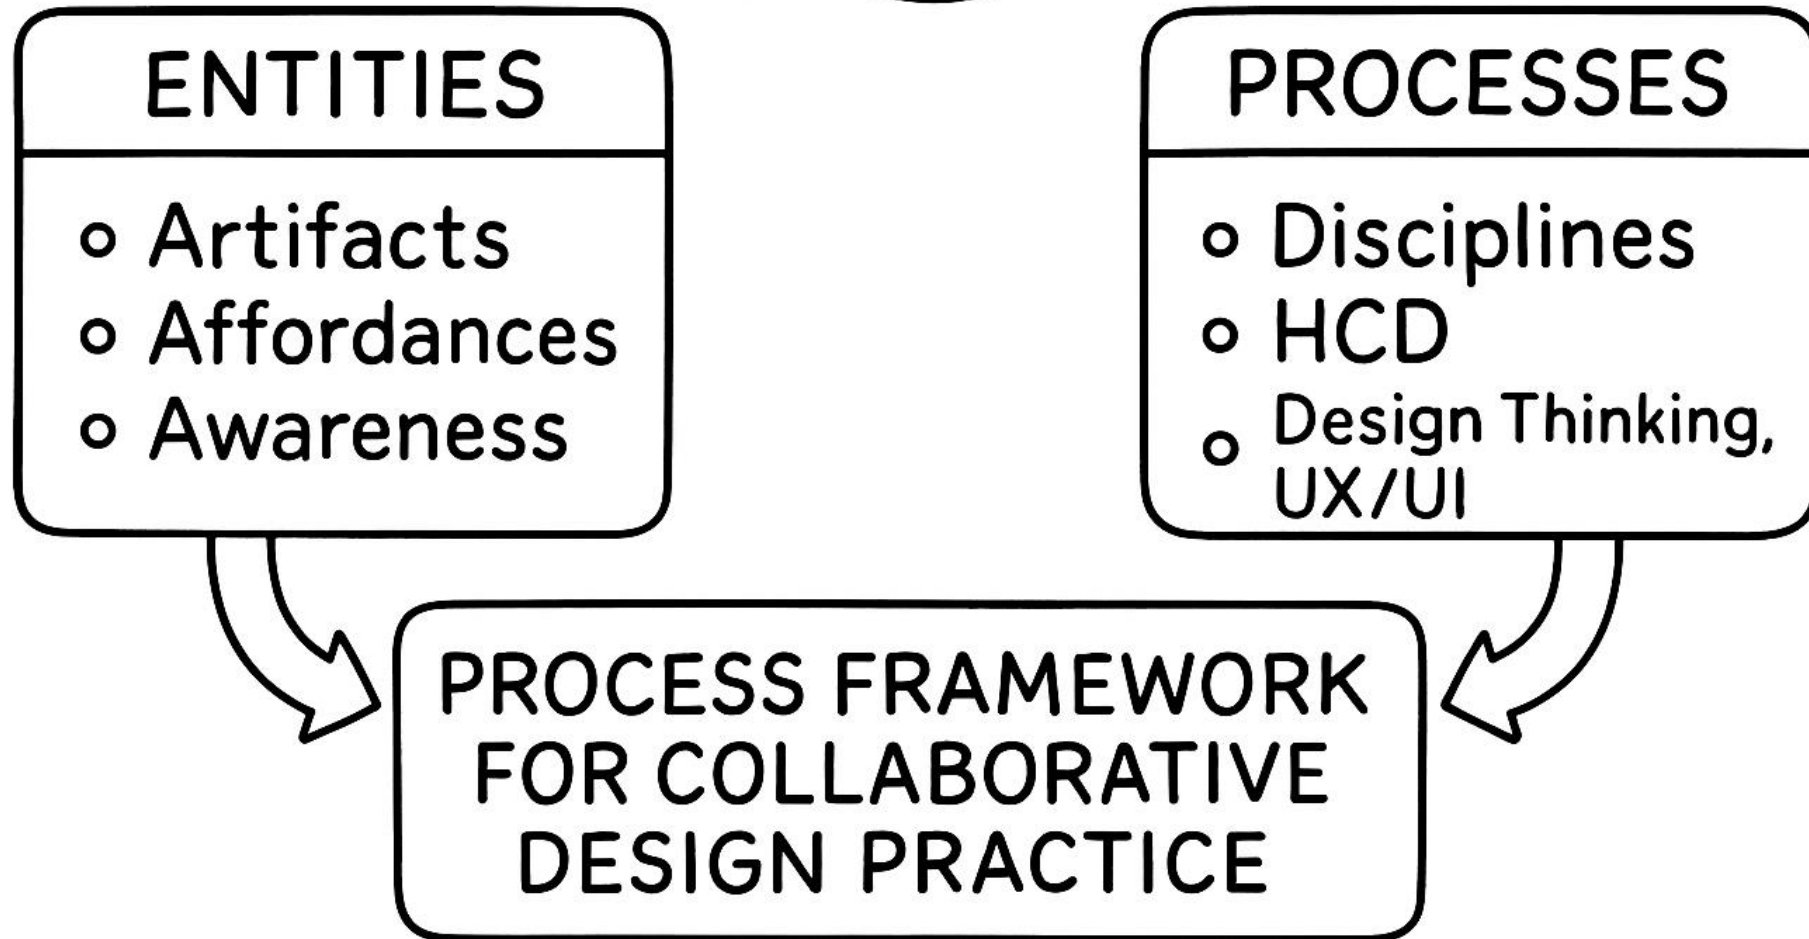 ENTITIES
Artifacts
Affordances
Awareness
PROCESSES
Disciplines
HCD
Design Thinking,
UX/UI
PROCESS FRAMEWORK
FOR COLLABORATIVE
DESIGN PRACTICE